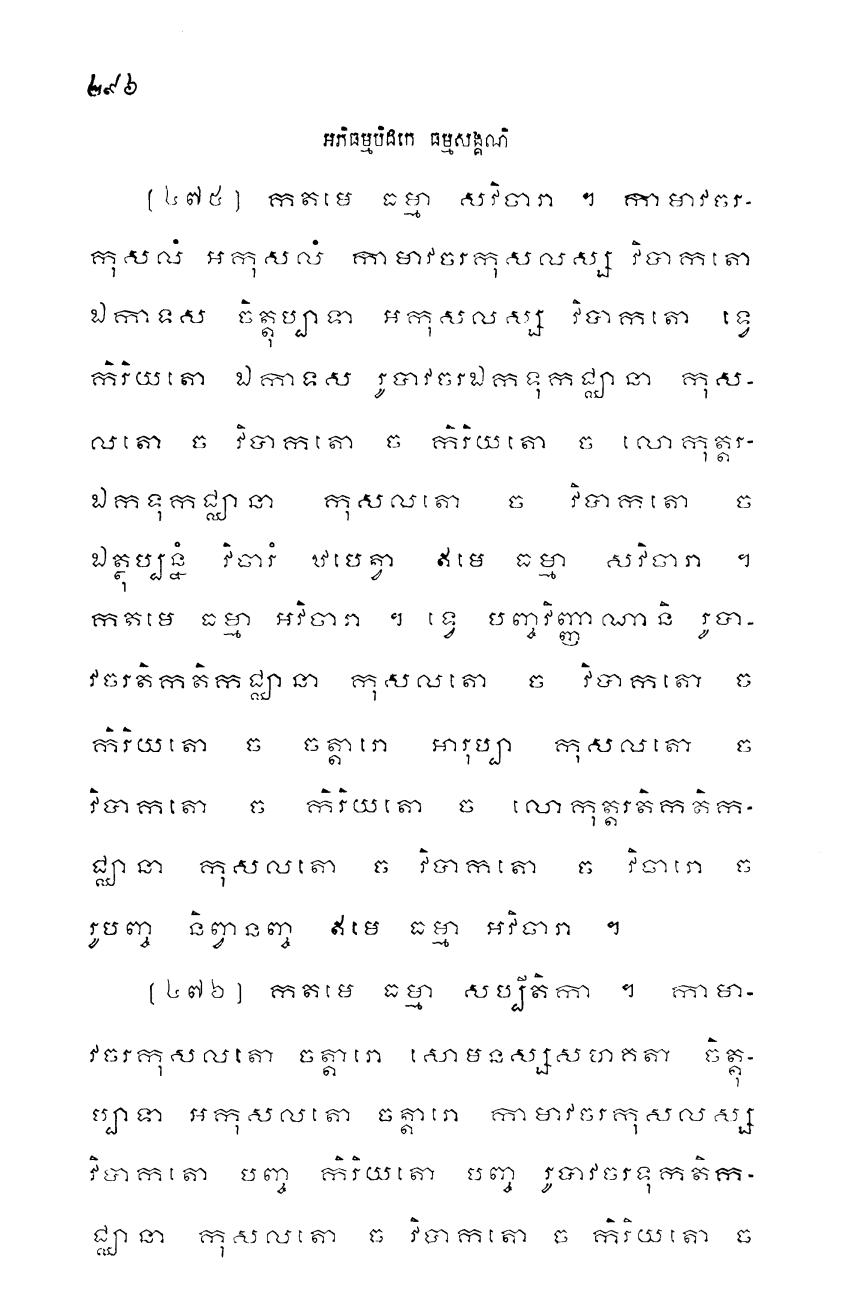 ២៩៦
អភិធម្មបិដកេ ធម្មសង្គណិ
(៤៧៥) កតមេ ធម្មា សវិចារា ។ កាមាវចរ-
កុសលំ អកុសលំ កាមាវចរកុសលស្ស វិបាកតោ
ឯកាទស ចិត្តុប្បាទា អកុសលស្ស វិបាកតោ ទ្វេ
កិរិយតោ ឯកាទស រូបាវចរឯកទុកជ្ឈានា កុស-
លតោ ច វិបាកតោ ច កិរិយតោ ច លោកុត្តរ-
ឯកទុកជ្ឈានា កុសលតោ ច វិបាកតោ ច
ឯត្ថុប្បន្នំ វិចារំ ឋបេត្វា ឥមេ ធម្មា សវិចារា ។
កតមេ ធម្មា អវិចារា ។ ទ្វេ បញ្ចវិញ្ញាណានិ រូបា-
វចរតិកតិកជ្ឈានា កុសលតោ ច វិបាកតោ ច
កិរិយតោ ច ចត្តារោ អារុប្បា កុសលតោ ច
វិបាកតោ ច កិរិយតោ ច លោកុត្តរតិកតិក-
ជ្ឈានា កុសលតោ ច វិបាកតោ ច វិចារោ ច
រូបញ្ច និព្វានញ្ច ឥមេ ធម្មា អវិចារា ។
(៤៧៦) កតមេ ធម្មា សប្បីតិកា ។ កាមា-
វចរកុសលតោ ចត្តារោ សោមនស្សសហគតា ចិត្តុ-
ប្បាទា អកុសលតោ ចត្តារោ កាមាវចរកុសលស្ស
វិបាកតោ បញ្ច កិរិយតោ បញ្ច រូបាវចរទុកតិក-
ជ្ឈានា កុសលតោ ច វិបាកតោ ច កិរិយតោ ច